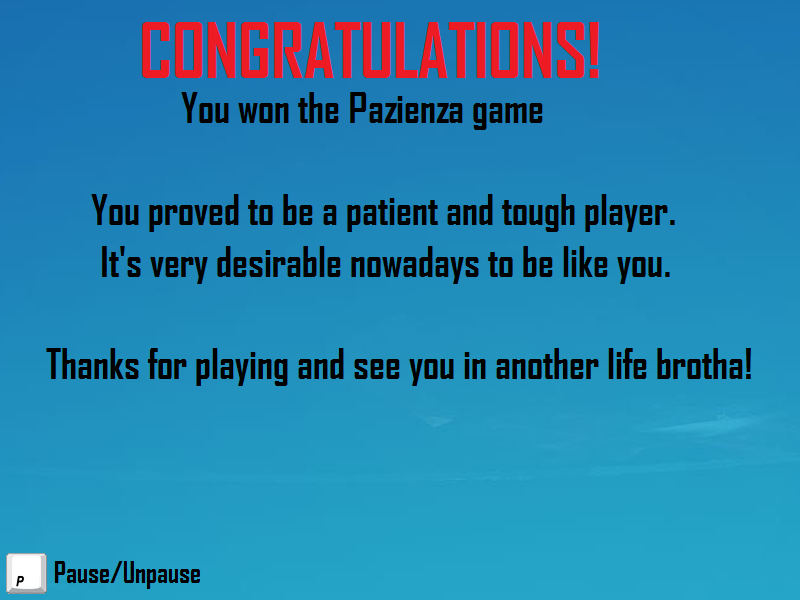 CONGRATULATIONS!
You won the Pazienza game
You proved to be a patient and tough player.
It's very desirable nowadays to be like you.
Thanks for playing and see you in another life brotha!
P
Pause/Unpause